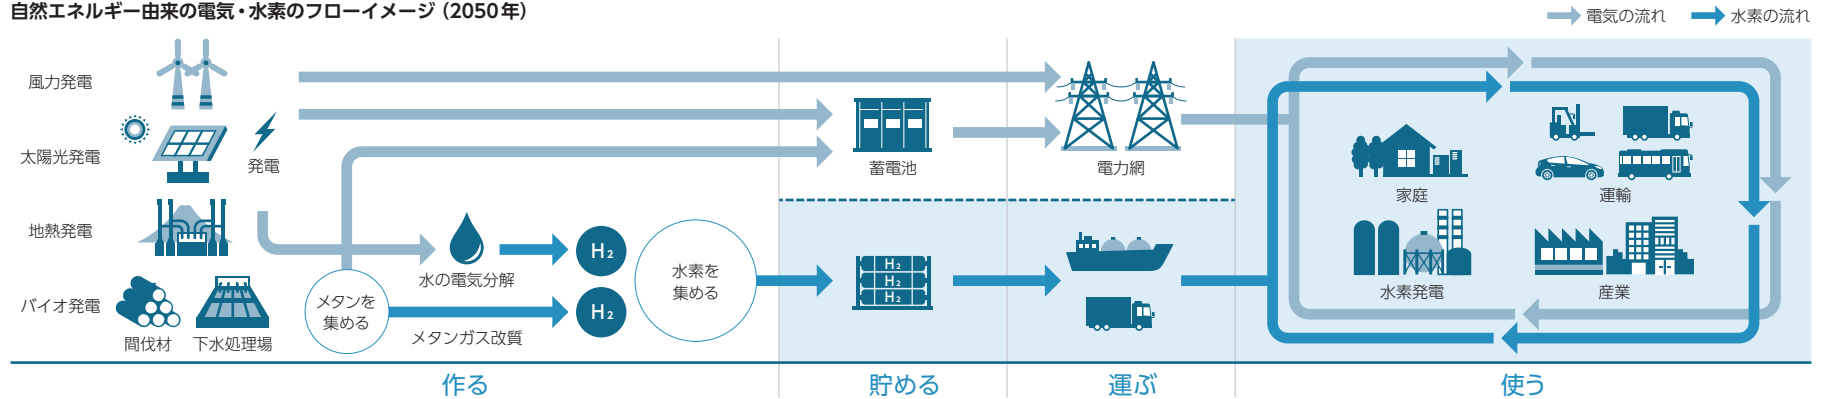 自然エネルギー由来の電気・水素のフローイメージ（2050年）
電気の流れ
水素の流れ
風力発電
太陽光発電
発電
地熱発電
バイオ発電
間伐材
下水処理場
メタンを
集める
水の電気分解
メタンガス改質
H2
H2
水素を
集める
蓄電池
H2
H2
H2
電力網
家庭
運輸
水素発電
産業
作る
貯める
運ぶ
使う